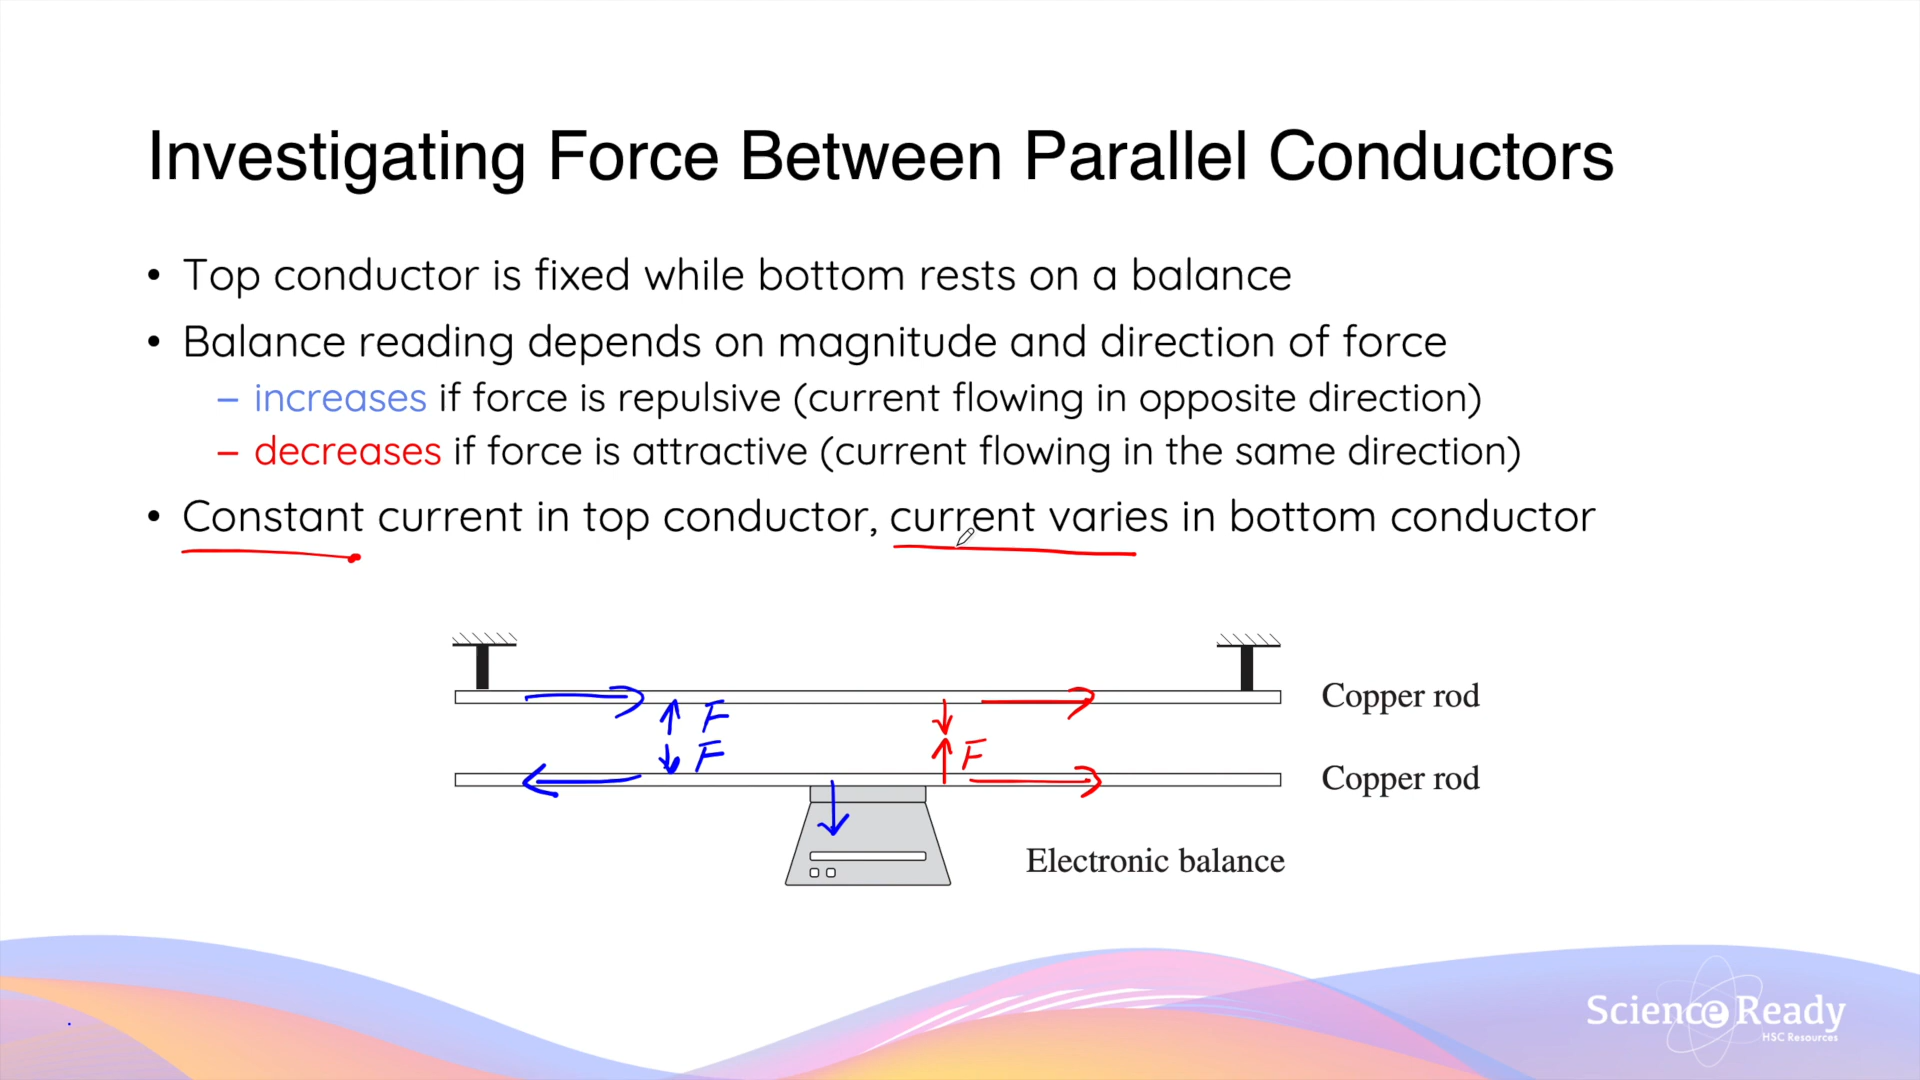 Investigating Force Between Parallel Conductors
• Top conductor is fixed while bottom rests on a balance
• Balance reading depends on magnitude and direction of force
– increases if force is repulsive (current flowing in opposite direction)
– decreases if force is attractive (current flowing in the same direction)
• Constant current in top conductor, current varies in bottom conductor
Copper rod
F
F
F
Copper rod
Electronic balance
Science Ready
HSC Resources